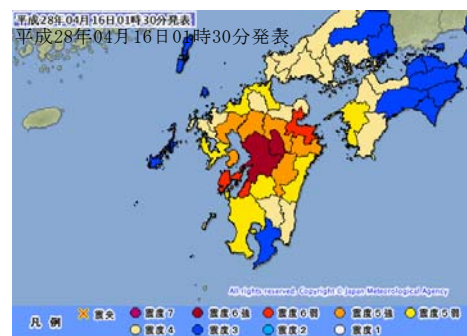 平成28年04月16日01時30分発表
平成28年04月16日01時30分発表
All rights reserved. Copyright © Japan Meteorological Agency
凡例 震央 震度7 震度6強 震度6弱 震度5強 震度5弱
震度4 震度3 震度2 震度1